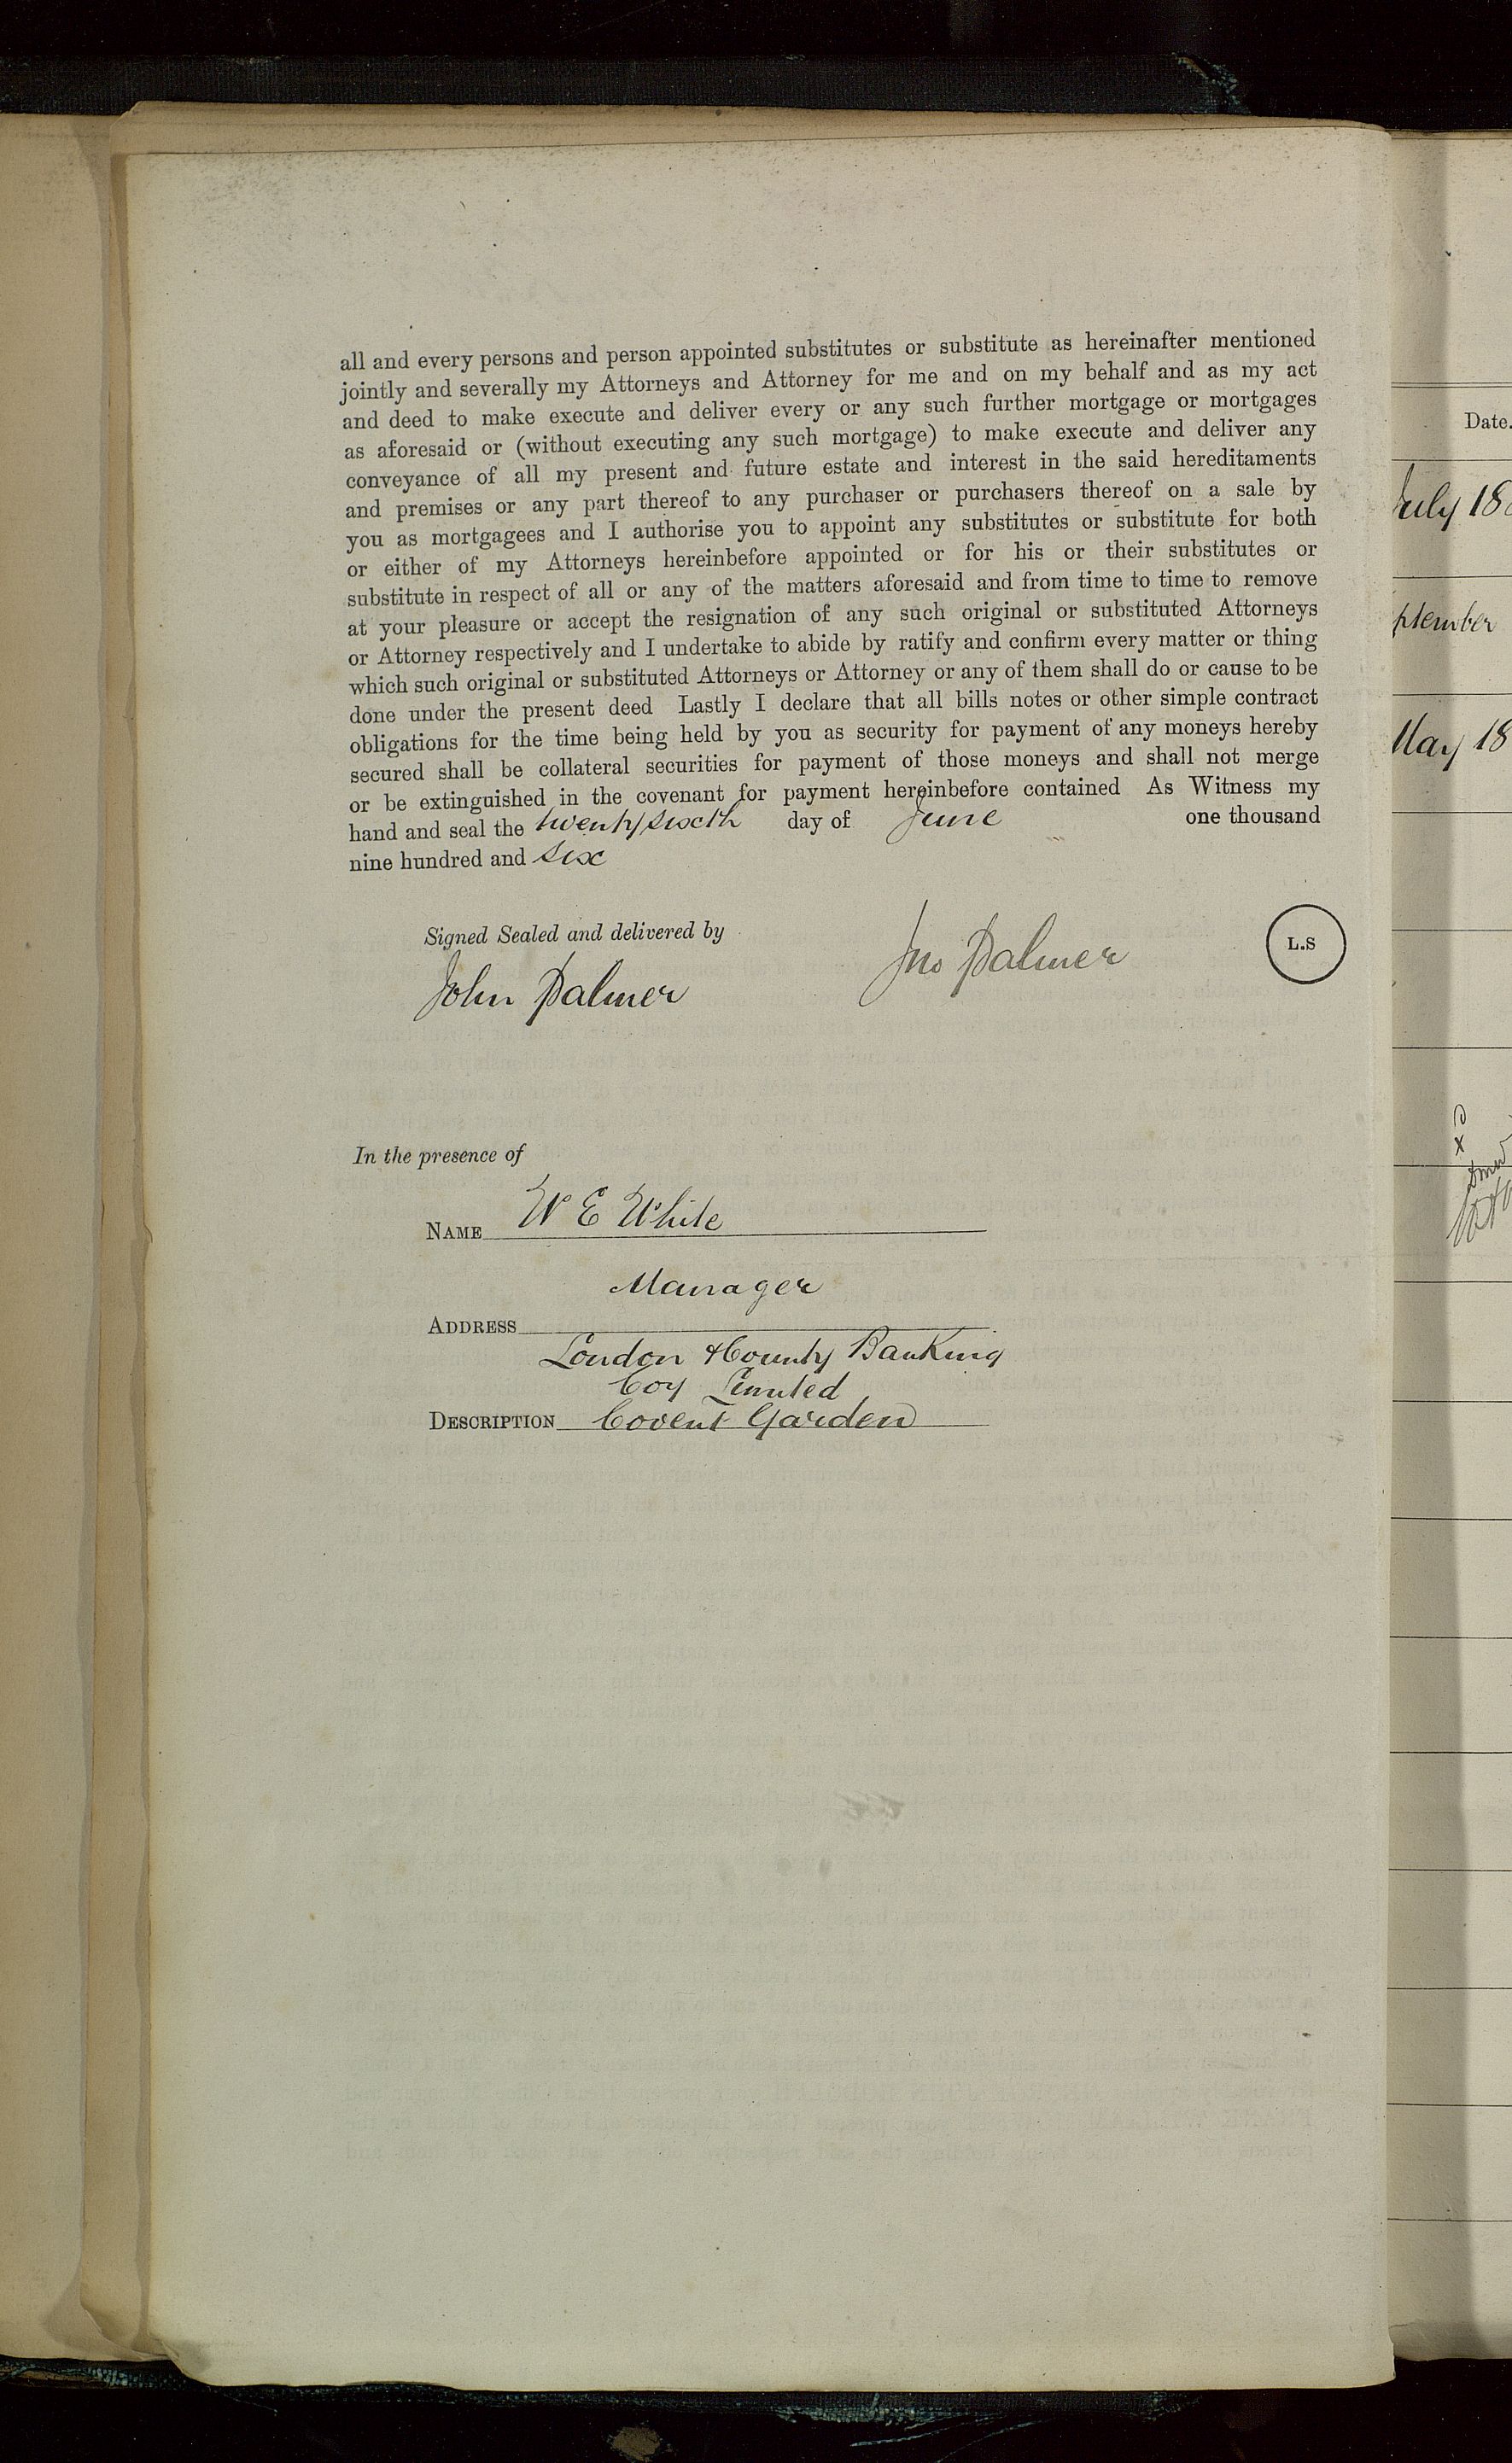 all and every persons and person appointed substitutes or substitute as hereinafter mentioned
jointly and severally my Attorneys and Attorney for me and on my behalf and as my act
and deed to make execute and deliver every or any such further mortgage or mortgages
as aforesaid or (without executing any such mortgage) to make execute and deliver any
conveyance of all my present and future estate and interest in the said hereditaments
and premises or any part thereof to any purchaser or purchasers thereof on a sale by
you as mortgagees and I authorise you to appoint any substitutes or substitute for both
or either of my Attorneys hereinbefore appointed or for his or their substitutes or
substitute in respect of all or any of the matters aforesaid and from time to time to remove
at your pleasure or accept the resignation of any such original or substituted Attorneys
or Attorney respectively and I undertake to abide by ratify and confirm every matter or thing
which such original or substituted Attorneys or Attorney or any of them shall do or cause to be
done under the present deed Lastly I declare that all bills notes or other simple contract
obligations for the time being held by you as security for payment of any moneys hereby
secured shall be collateral securities for payment of those moneys and shall not merge
or be extinguished in the covenant for payment hereinbefore contained As Witness my
hand and seal the twenty sixth day of June one thousand
nine hundred and six
Signed Sealed and delivered by
John Palmer
Jno Palmer
L.S
In the presence of
NAME W E White
Manager
ADDRESS
London & County Banking
Coy Limited
DESCRIPTION Covent Garden
Date.
July 18
ptember
May 18